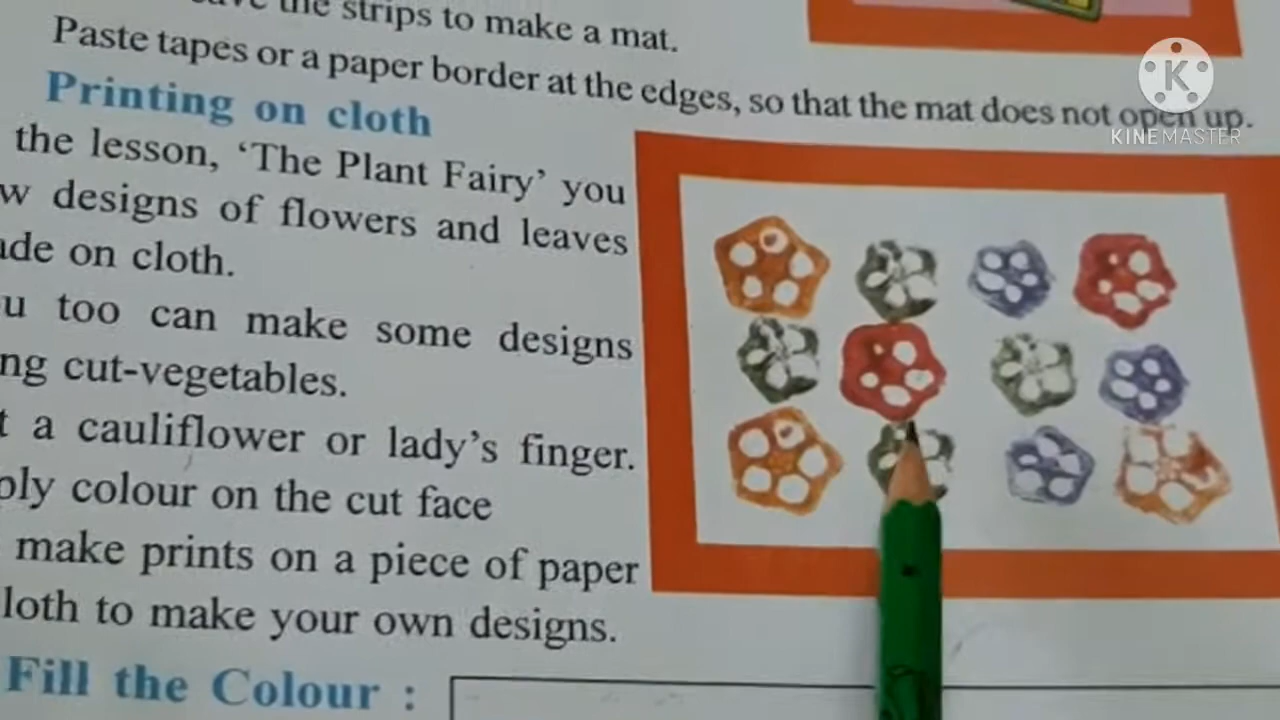 the strips to make a mat.
Paste tapes or a paper border at the edges, so that the mat does not open up.
Printing on cloth
the lesson, 'The Plant Fairy' you
w designs of flowers and leaves
ade on cloth.
u too can make some designs
ng cut-vegetables.
t a cauliflower or lady's finger.
ply colour on the cut face
make prints on a piece of paper
loth to make your own designs.
Fill the Colour :
K
KINEMASTER